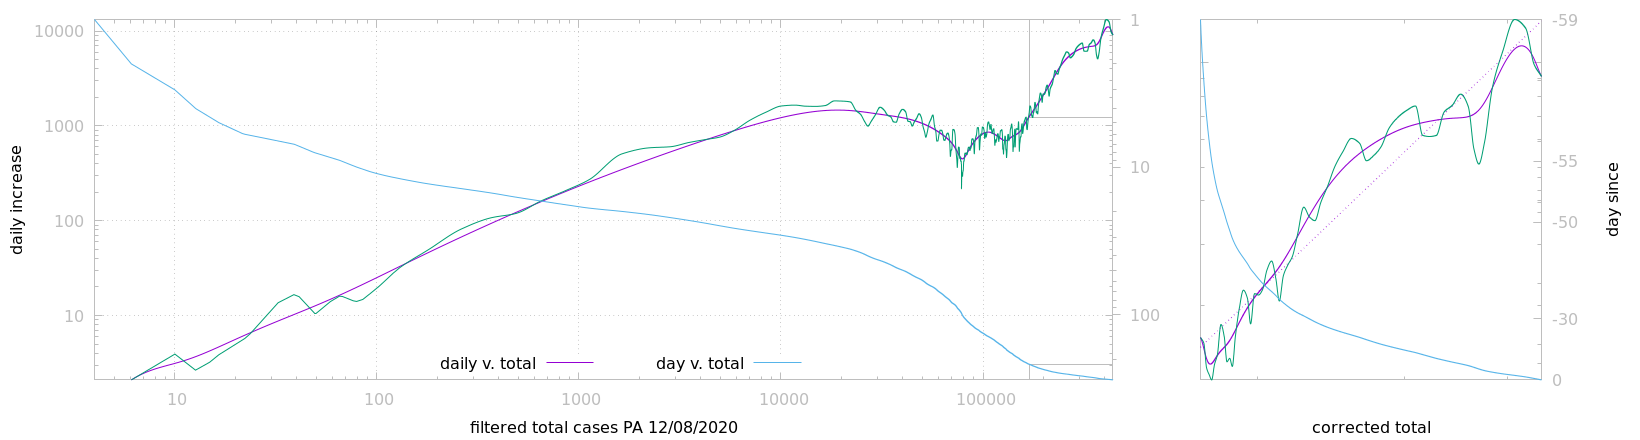 10000
1000
100
10
daily increase
10
100
1000
10000
100000
filtered total cases PA 12/08/2020
daily v. total
day v. total
1
10
100
-59
-55
-50
-30
0
day since
corrected total